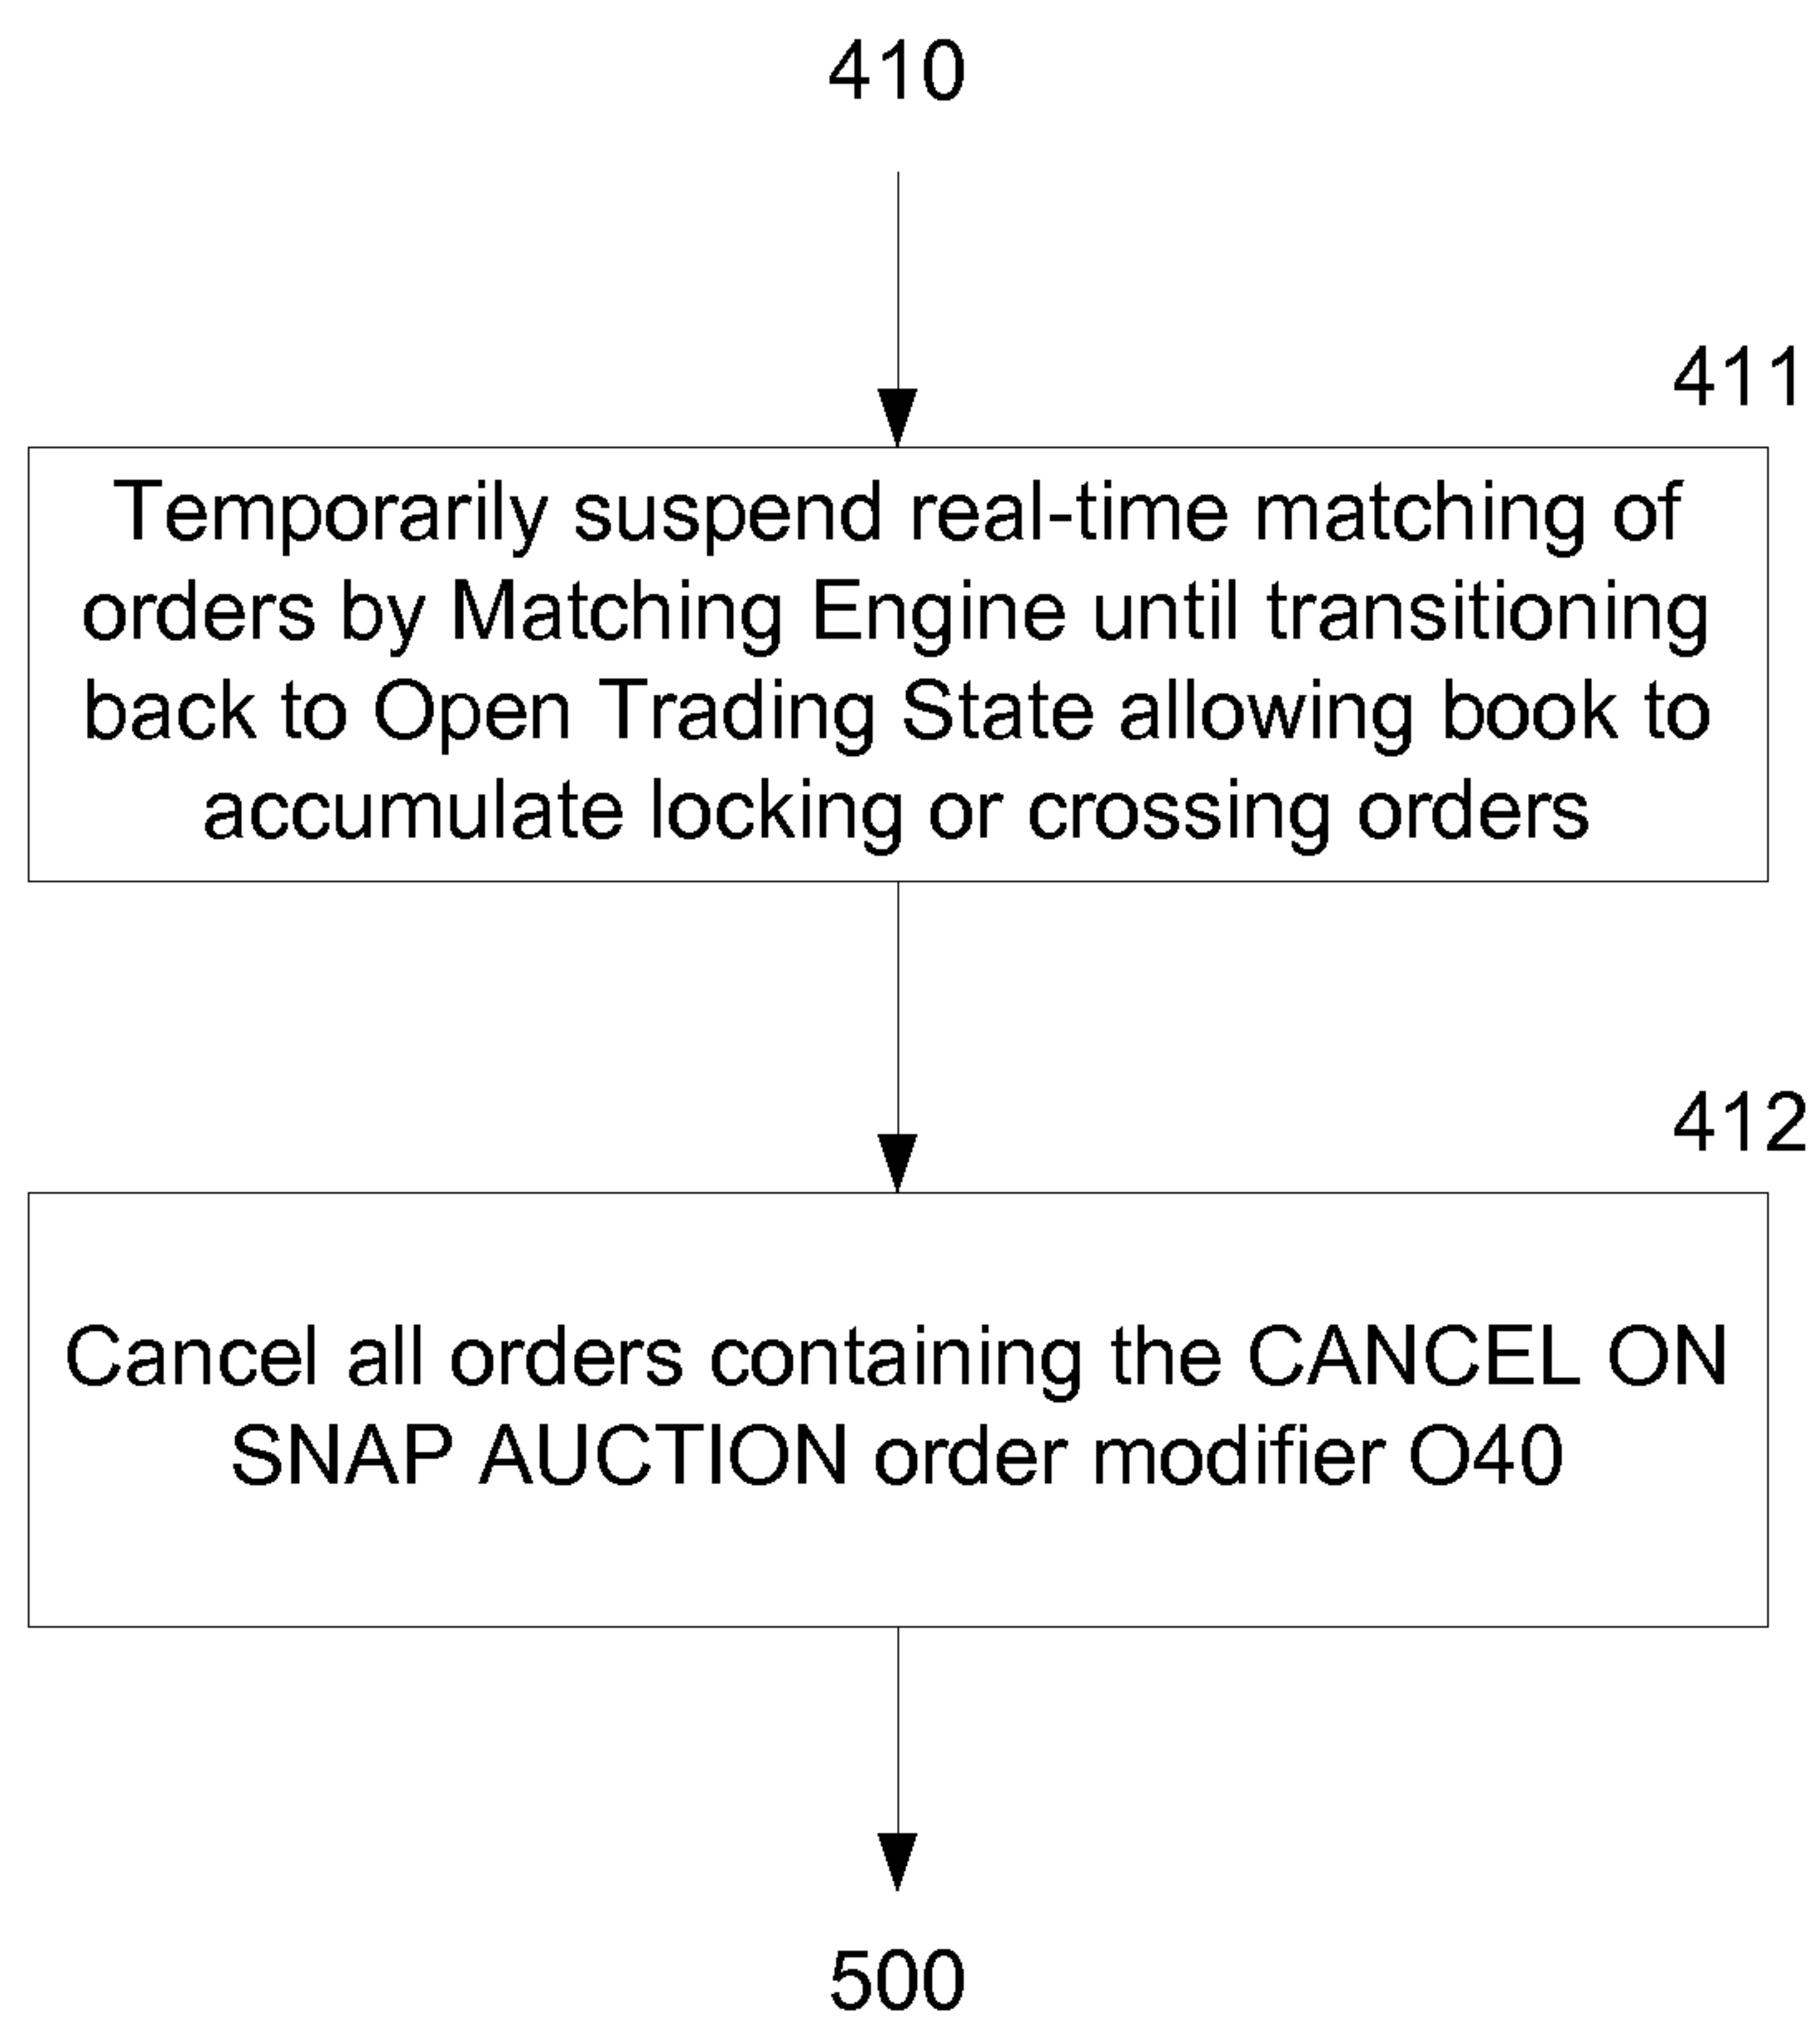 410
411
Temporarily suspend real-time matching of
orders by Matching Engine until transitioning
back to Open Trading State allowing book to
accumulate locking or crossing orders
412
Cancel all orders containing the CANCEL ON
SNAP AUCTION order modifier O40
500